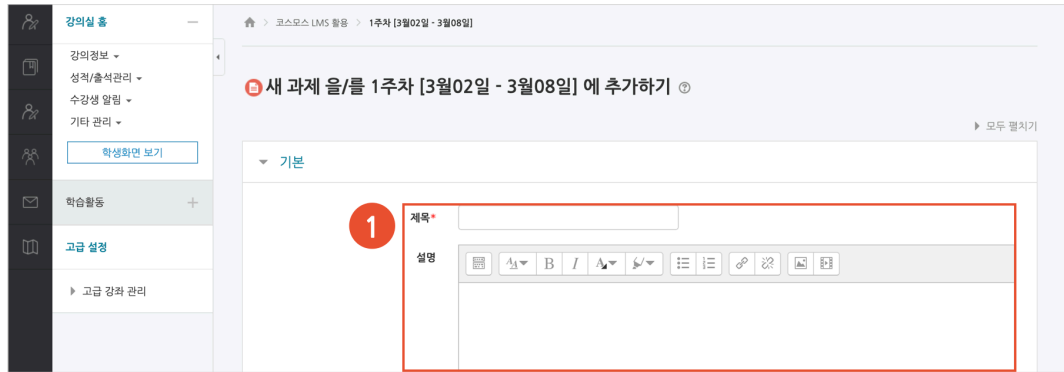 강의실 홈
강의정보
성적/출석관리
수강생 알림
기타 관리
학생화면 보기
학습활동
고급 설정
고급 강좌 관리
코스모스 LMS 활용 > 1주차 [3월02일 - 3월08일]
새 과제 을/를 1주차 [3월02일 - 3월08일] 에 추가하기
모두 펼치기
기본
1
제목*
설명
B I A